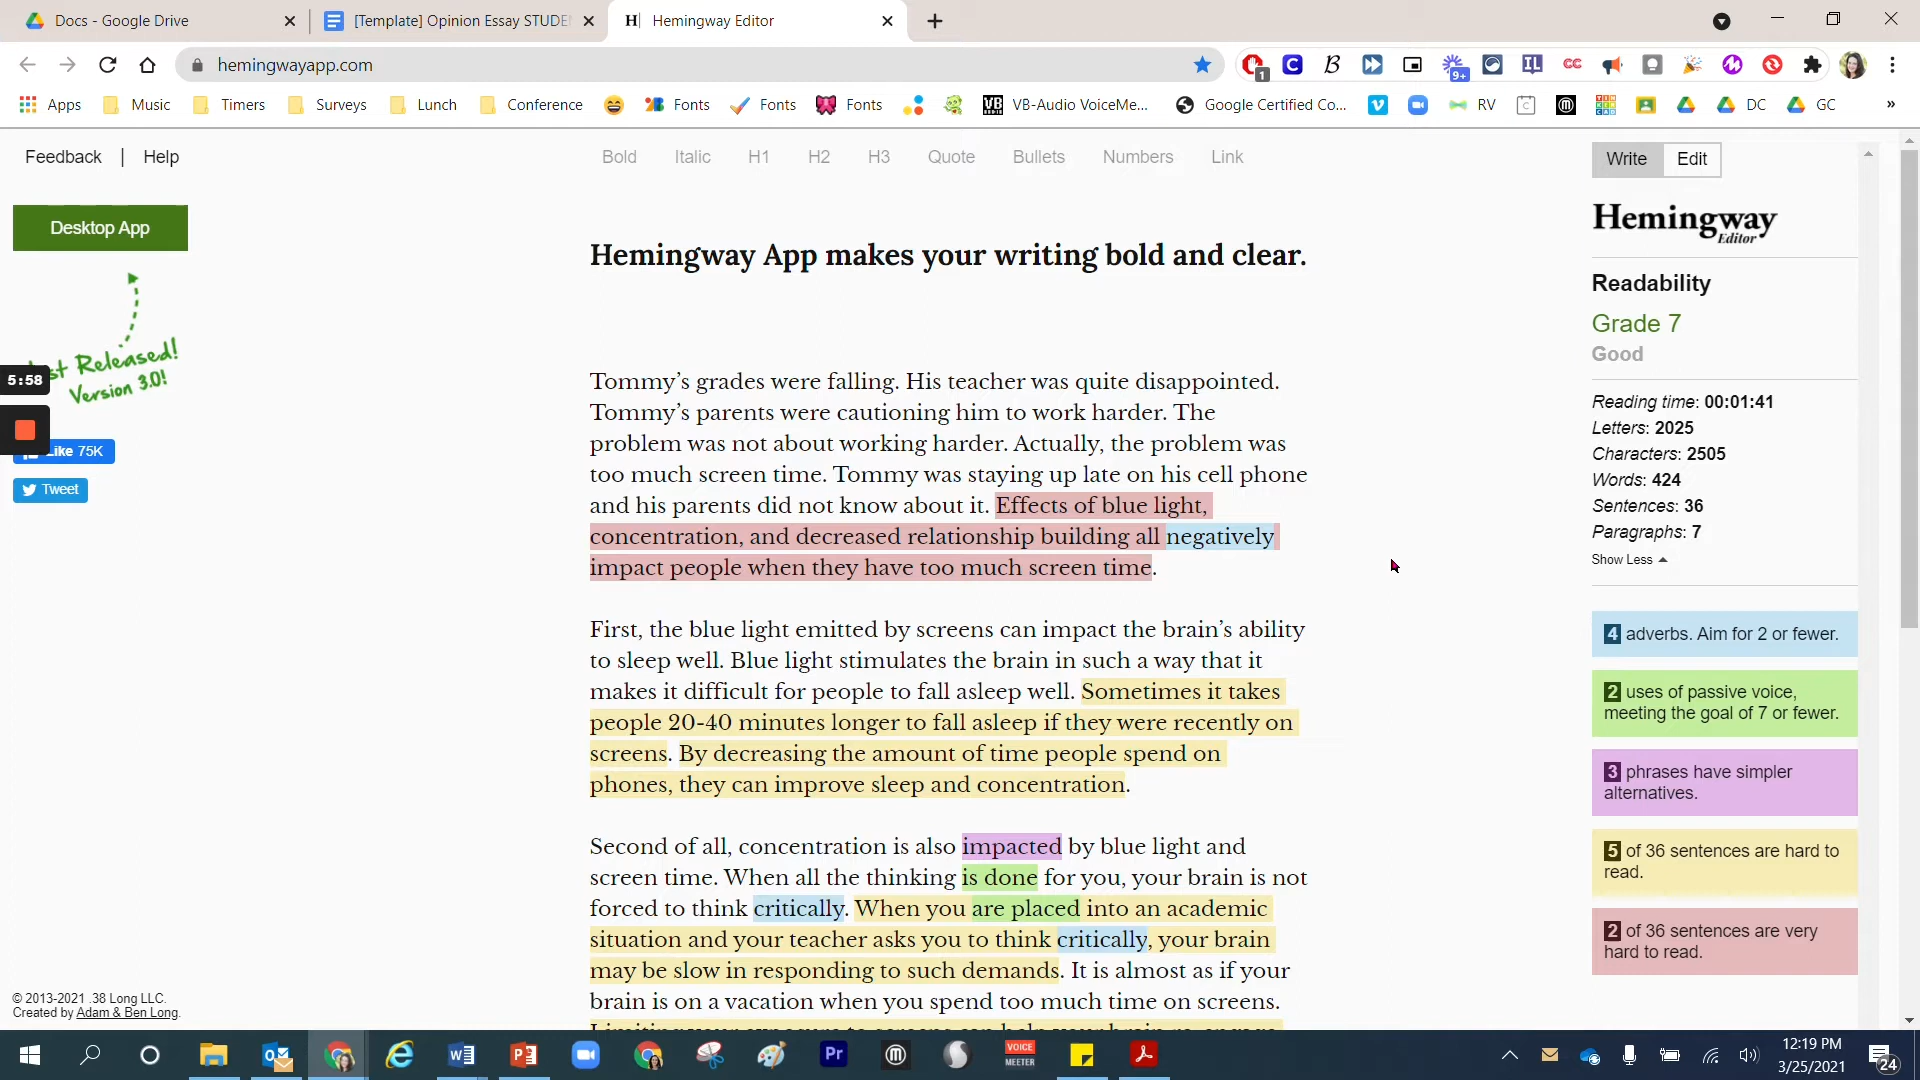 Docs - Google Drive
[Template] Opinion Essay STUDE
Hemingway Editor
hemingwayapp.com
Apps
Music
Timers
Surveys
Lunch
Conference
Fonts
Fonts
Fonts
VB-Audio VoiceMe...
Google Certified Co...
RV
DC
GC
»
Feedback | Help
Bold Italic H1 H2 H3 Quote Bullets Numbers Link
Write Edit
Desktop App
Released!
Version 3.0!
5:58
Like 75K
Tweet
Hemingway App makes your writing bold and clear.
Tommy’s grades were falling. His teacher was quite disappointed.
Tommy’s parents were cautioning him to work harder. The
problem was not about working harder. Actually, the problem was
too much screen time. Tommy was staying up late on his cell phone
and his parents did not know about it. Effects of blue light,
concentration, and decreased relationship building all negatively
impact people when they have too much screen time.
First, the blue light emitted by screens can impact the brain’s ability
to sleep well. Blue light stimulates the brain in such a way that it
makes it difficult for people to fall asleep well. Sometimes it takes
people 20-40 minutes longer to fall asleep if they were recently on
screens. By decreasing the amount of time people spend on
phones, they can improve sleep and concentration.
Second of all, concentration is also impacted by blue light and
screen time. When all the thinking is done for you, your brain is not
forced to think critically. When you are placed into an academic
situation and your teacher asks you to think critically, your brain
may be slow in responding to such demands. It is almost as if your
brain is on a vacation when you spend too much time on screens.
Hemingway
Editor
Readability
Grade 7
Good
Reading time: 00:01:41
Letters: 2025
Characters: 2505
Words: 424
Sentences: 36
Paragraphs: 7
Show Less
4 adverbs. Aim for 2 or fewer.
2 uses of passive voice,
meeting the goal of 7 or fewer.
3 phrases have simpler
alternatives.
5 of 36 sentences are hard to
read.
2 of 36 sentences are very
hard to read.
© 2013-2021 .38 Long LLC.
Created by Adam & Ben Long.
12:19 PM
3/25/2021
24